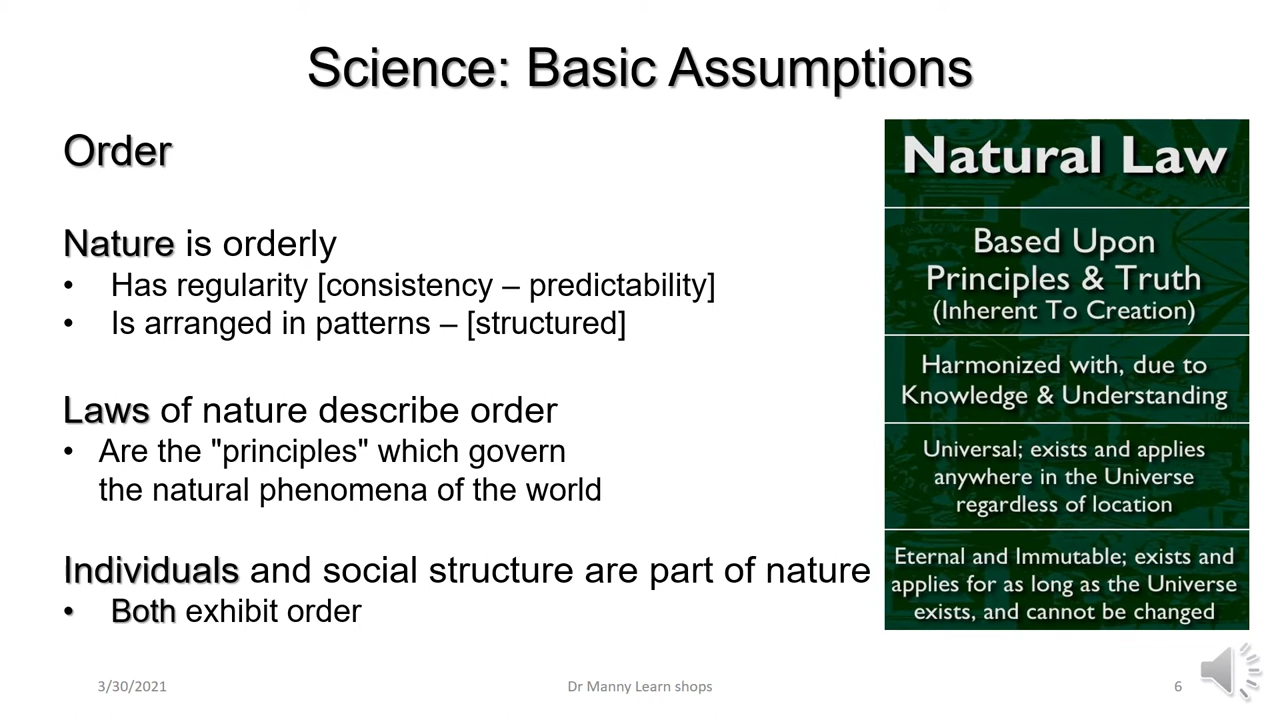 Science: Basic Assumptions
Order
Nature is orderly
• Has regularity [consistency – predictability]
• Is arranged in patterns – [structured]
Laws of nature describe order
• Are the "principles" which govern
the natural phenomena of the world
Individuals and social structure are part of nature
• Both exhibit order
Natural Law
Based Upon
Principles & Truth
(Inherent To Creation)
Harmonized with, due to
Knowledge & Understanding
Universal; exists and applies
anywhere in the Universe
regardless of location
Eternal and Immutable; exists and
applies for as long as the Universe
exists, and cannot be changed
3/30/2021
Dr Manny Learn shops
6